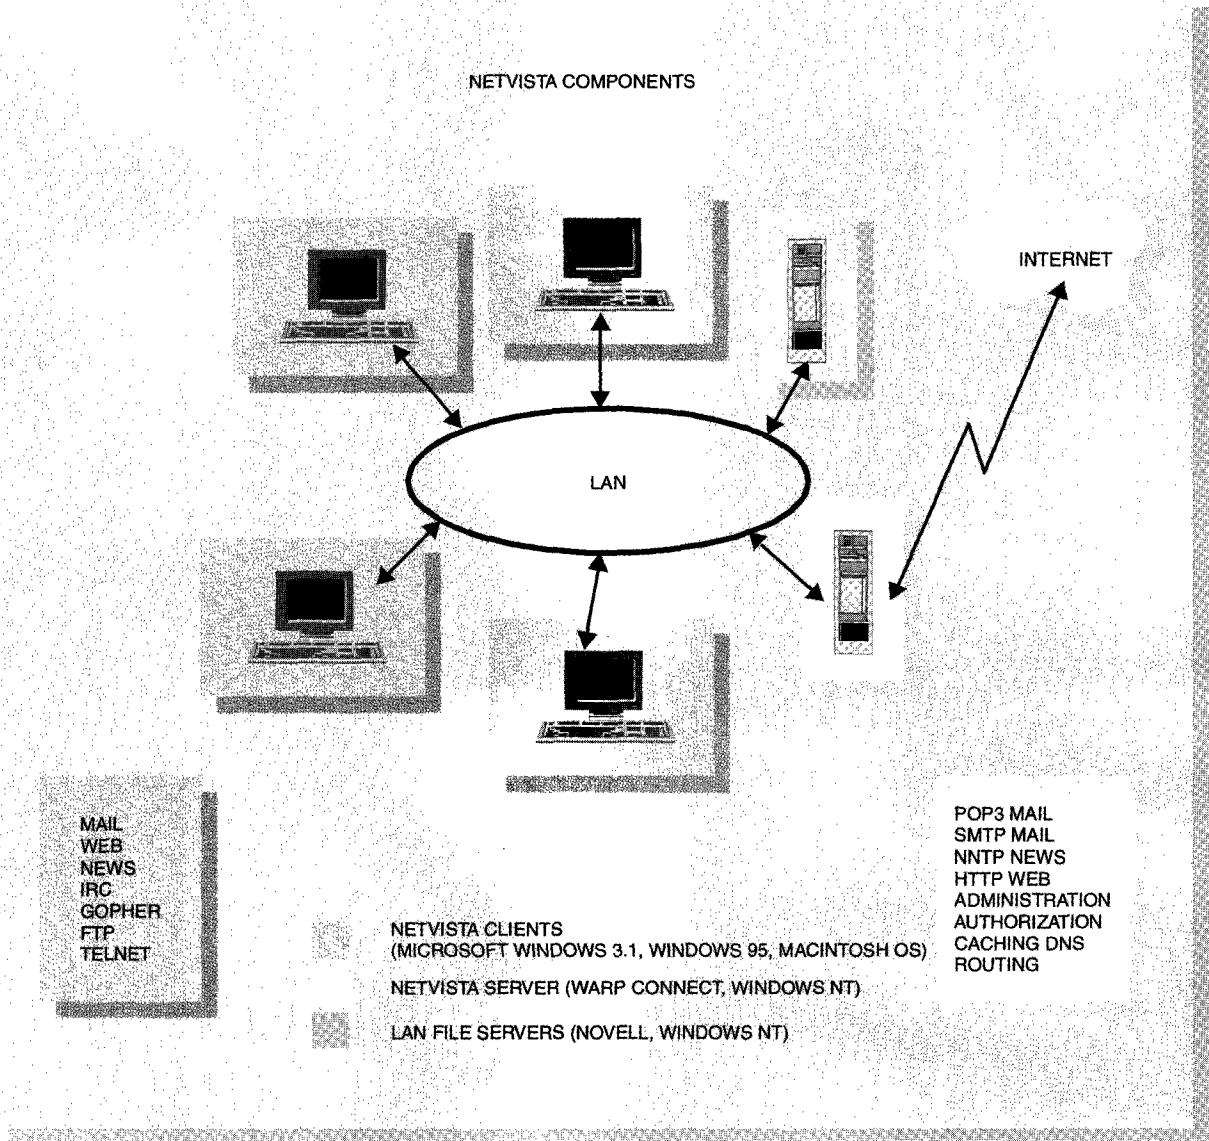 NETVISTA COMPONENTS
INTERNET
LAN
MAIL
WEB
NEWS
IRC
GOPHER
FTP
TELNET
POP3 MAIL
SMTP MAIL
NNTP NEWS
HTTP WEB
ADMINISTRATION
AUTHORIZATION
CACHING DNS
ROUTING
NETVISTA CLIENTS
(MICROSOFT WINDOWS 3.1, WINDOWS 95, MACINTOSH OS)
NETVISTA SERVER (WARP CONNECT, WINDOWS NT)
LAN FILE SERVERS (NOVELL, WINDOWS NT)